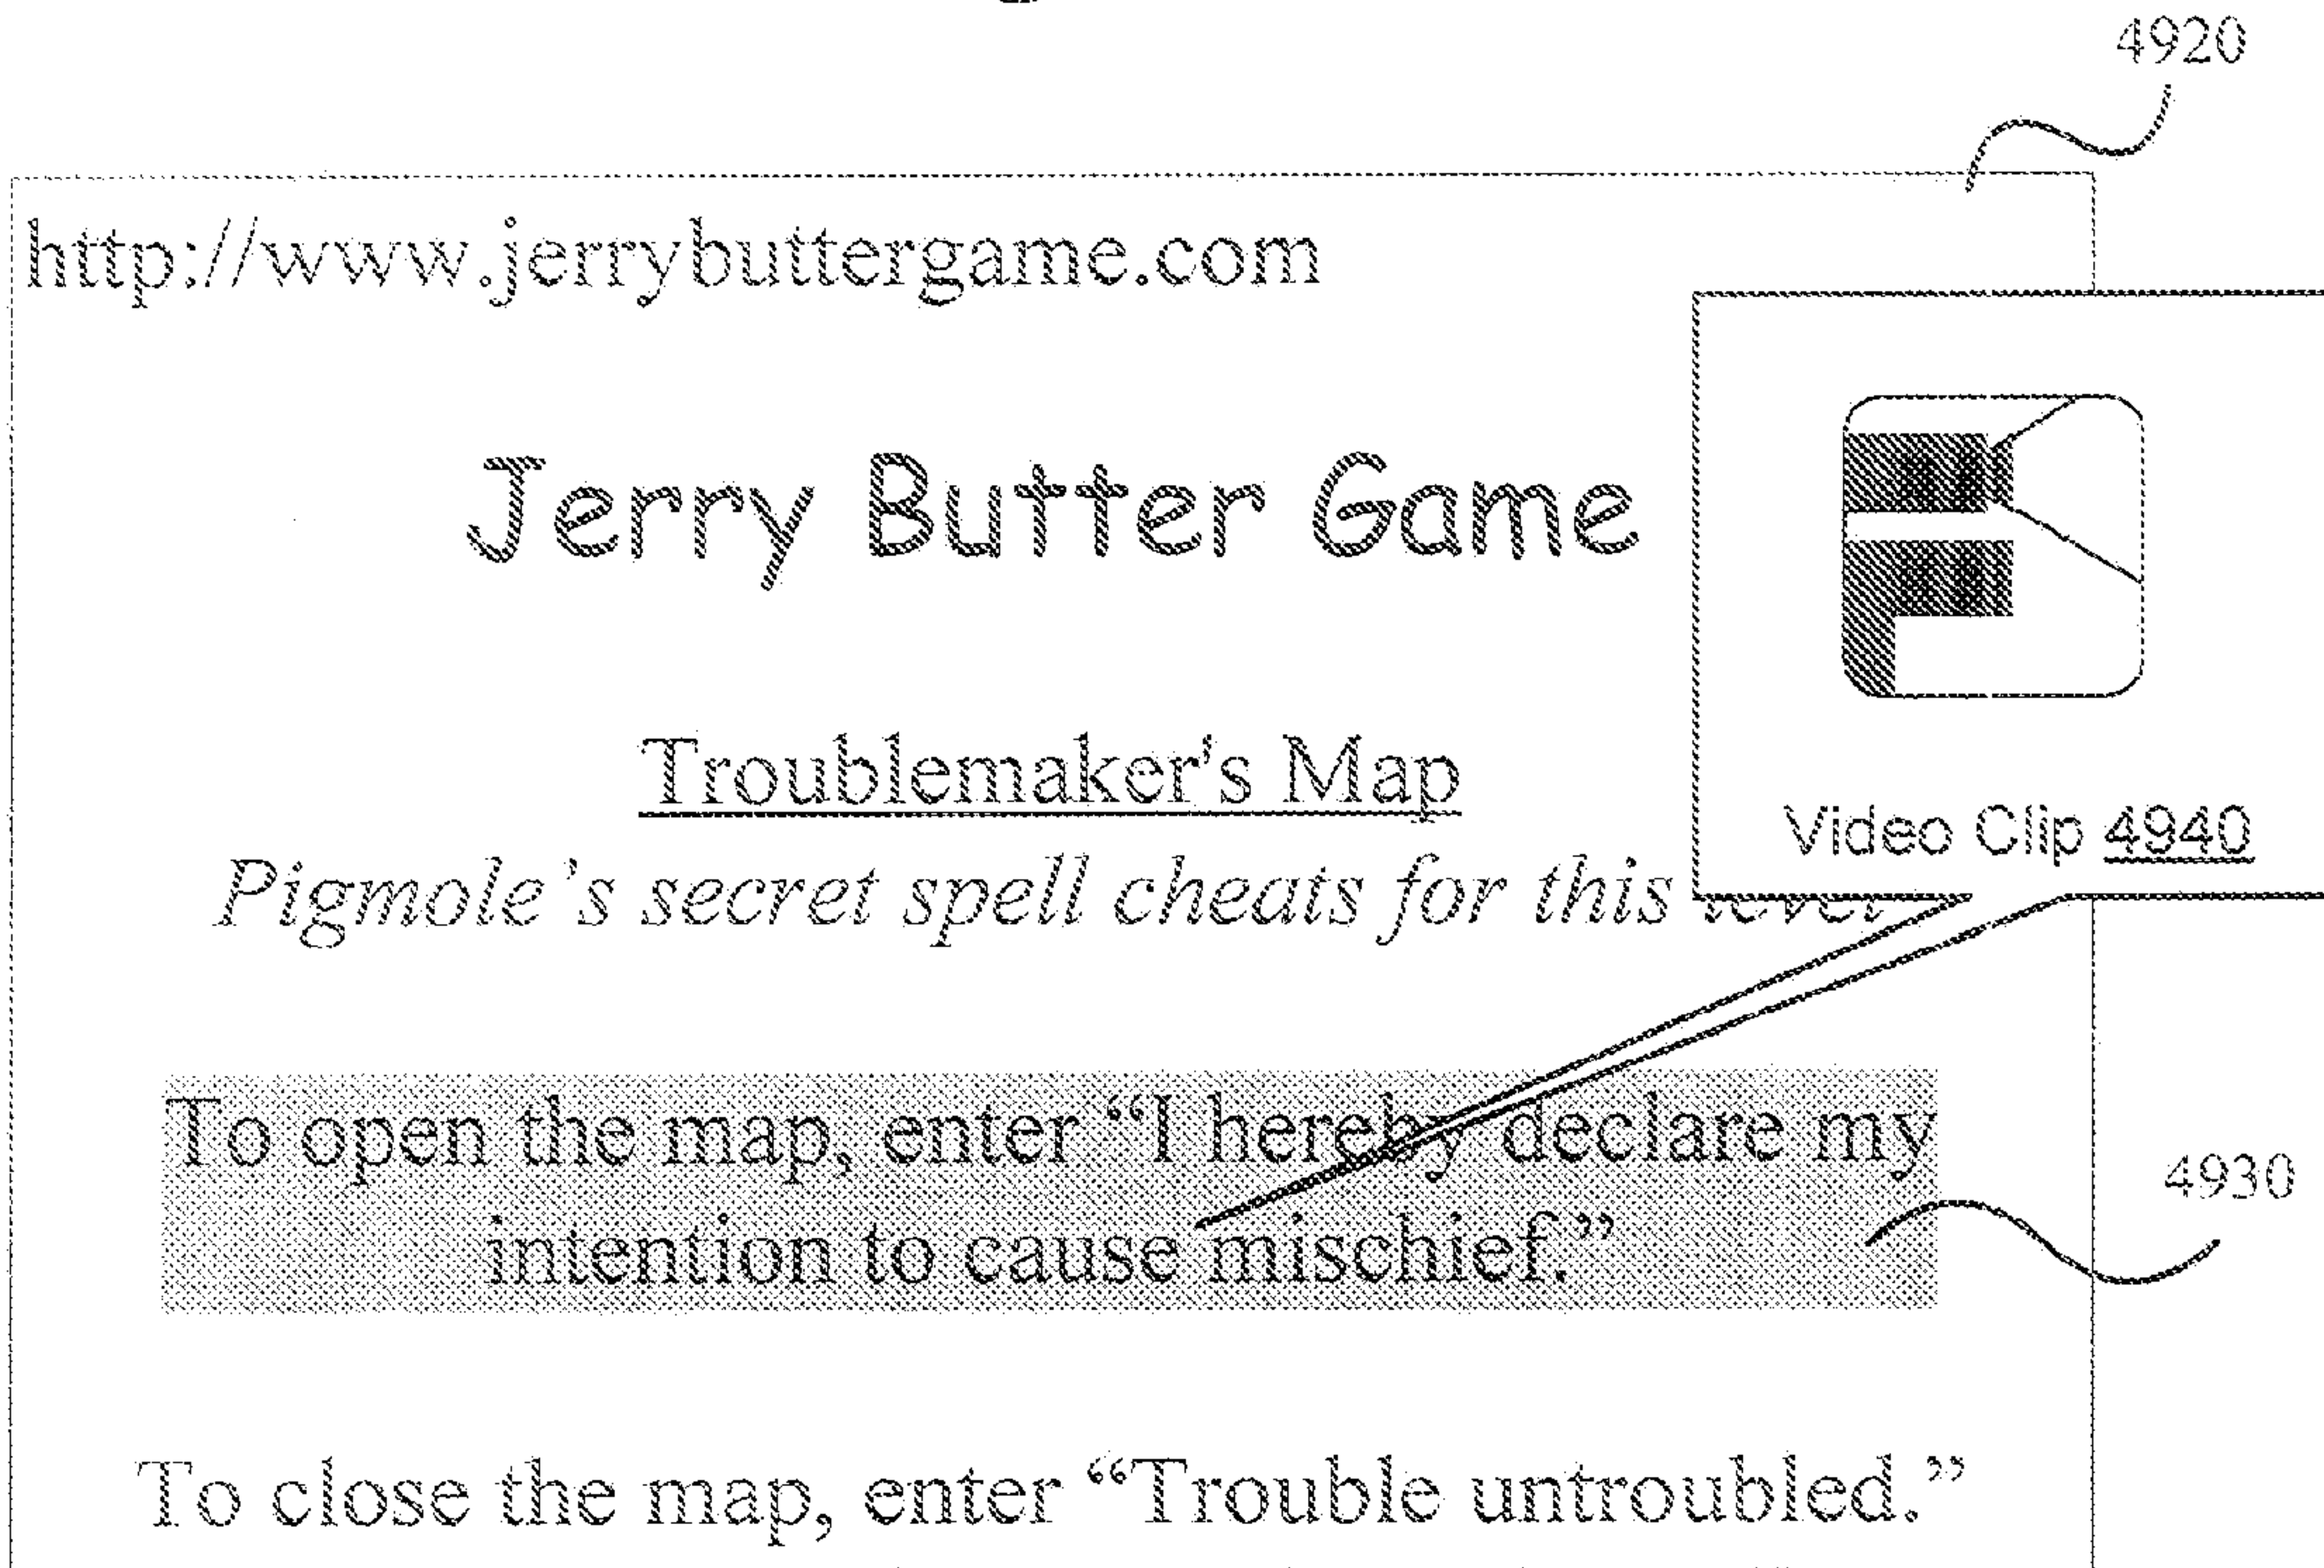 4920
http://www.jerrybuttergame.com
Jerry Butter Game
Troublemaker's Map
Video Clip 4940
Pigmole's secret spell cheats for this level
To open the map, enter “I hereby declare my
intention to cause mischief.”
4930
To close the map, enter “Trouble untroubled.”